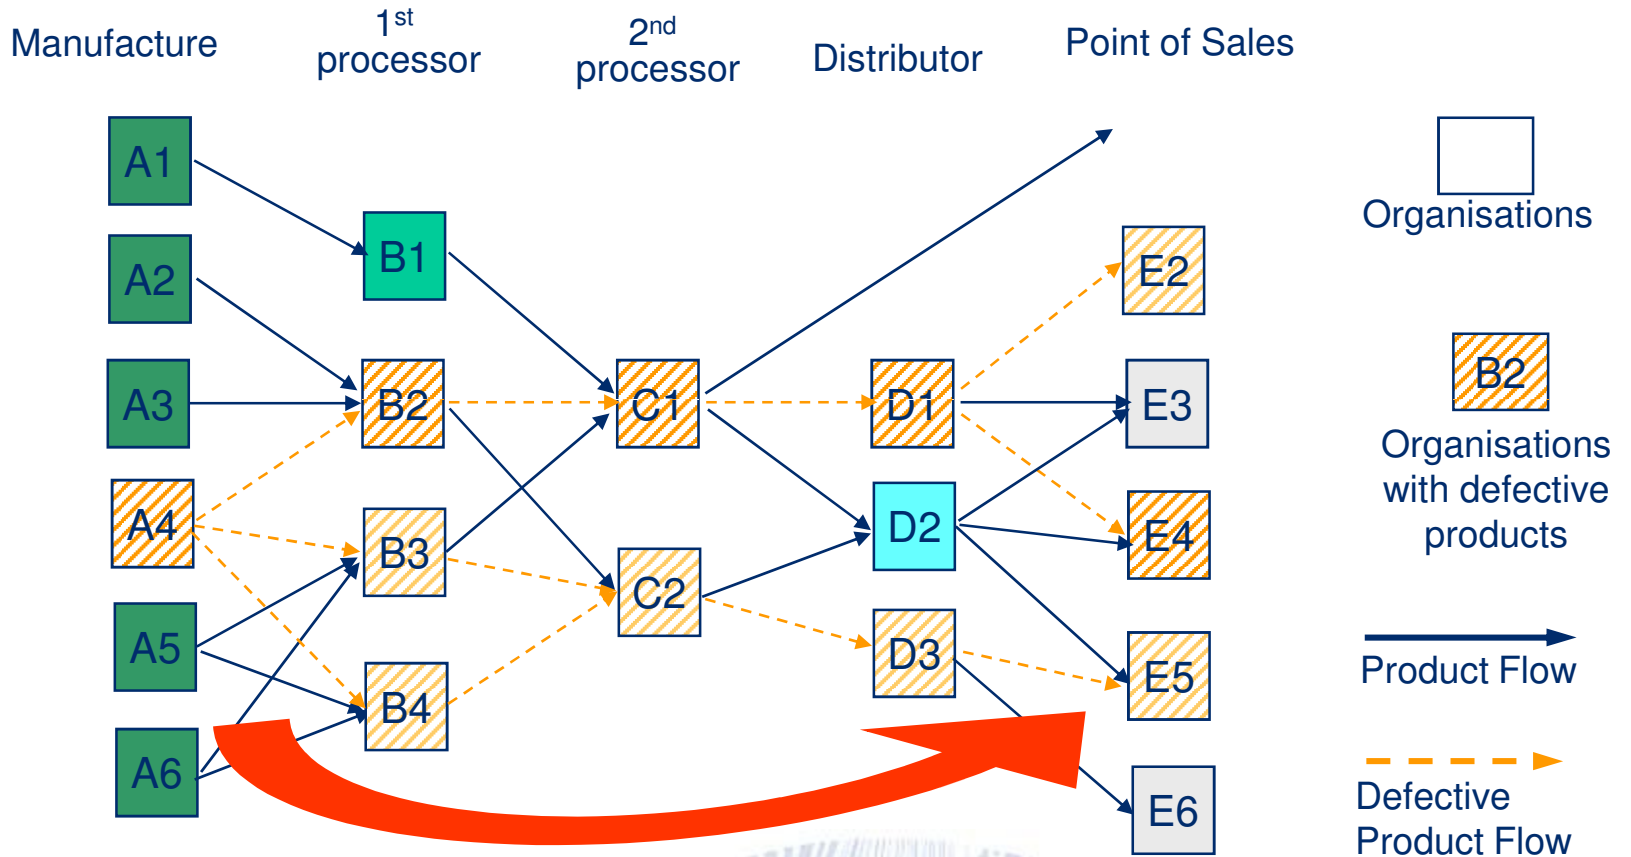 Manufacture
1st
processor
2nd
processor
Distributor
Point of Sales
A1
A2
A3
A4
A5
A6
B1
B2
B3
B4
C1
C2
D1
D2
D3
E2
E3
E4
E5
E6
Organisations
B2
Organisations
with defective
products
Product Flow
Defective
Product Flow